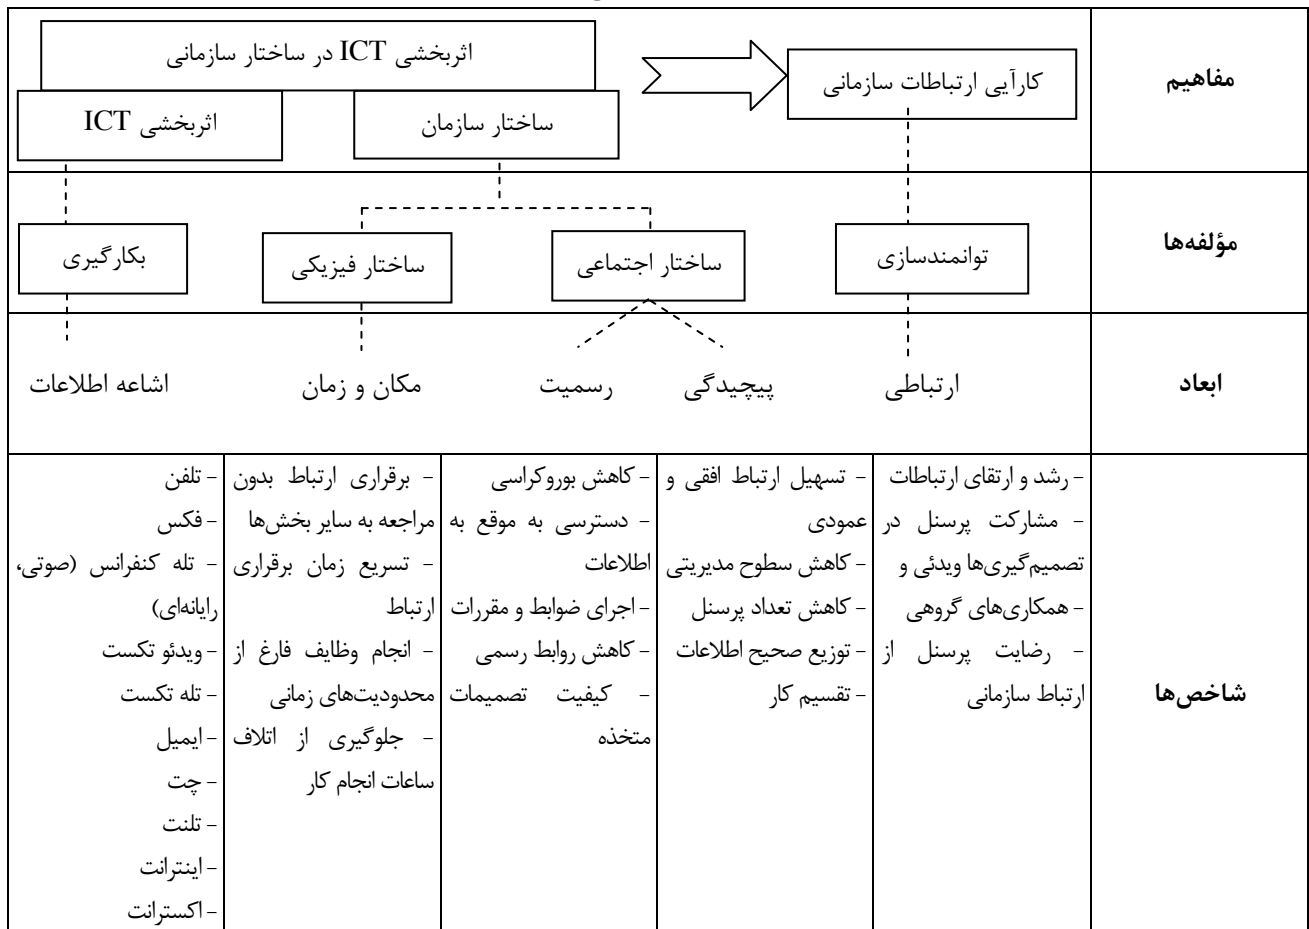 مفاهیم
کارآیی ارتباطات سازمانی
اثربخشی ICT در ساختار سازمانی
ساختار سازمان
اثربخشی ICT
مؤلفه‌ها
توانمندسازی
ساختار اجتماعی
ساختار فیزیکی
بکارگیری
ابعاد
ارتباطی
پیچیدگی
رسمیت
مکان و زمان
اشاعه اطلاعات
شاخص‌ها
- رشد و ارتقای ارتباطات
- مشارکت پرسنل در
تصمیم‌گیری‌ها ویدئی و
- همکاری‌های گروهی
- رضایت پرسنل از
ارتباط سازمانی
- تسهیل ارتباط افقی و
عمودی
- کاهش سطوح مدیریتی
- کاهش تعداد پرسنل
- توزیع صحیح اطلاعات
- تقسیم کار
- کاهش بوروکراسی
- دسترسی به موقع به
اطلاعات
- اجرای ضوابط و مقررات
- کاهش روابط رسمی
- کیفیت تصمیمات
متخذه
- برقراری ارتباط بدون
مراجعه به سایر بخش‌ها
- تسریع زمان برقراری
ارتباط
- انجام وظایف فارغ از
محدودیت‌های زمانی
- جلوگیری از اتلاف
ساعات انجام کار
- تلفن
- فکس
- تله کنفرانس (صوتی،
رایانه‌ای)
- ویدئو تکست
- تله تکست
- ایمیل
- چت
- تلنت
- اینترانت
- اکسترانت